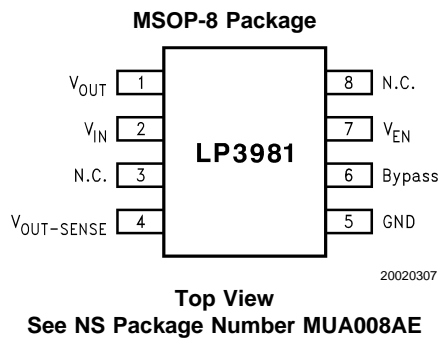 MSOP-8 Package
V_OUT 1 8 N.C.
V_IN 2 7 V_EN
LP3981
N.C. 3 6 Bypass
V_OUT-SENSE 4 5 GND
20020307
Top View
See NS Package Number MUA008AE